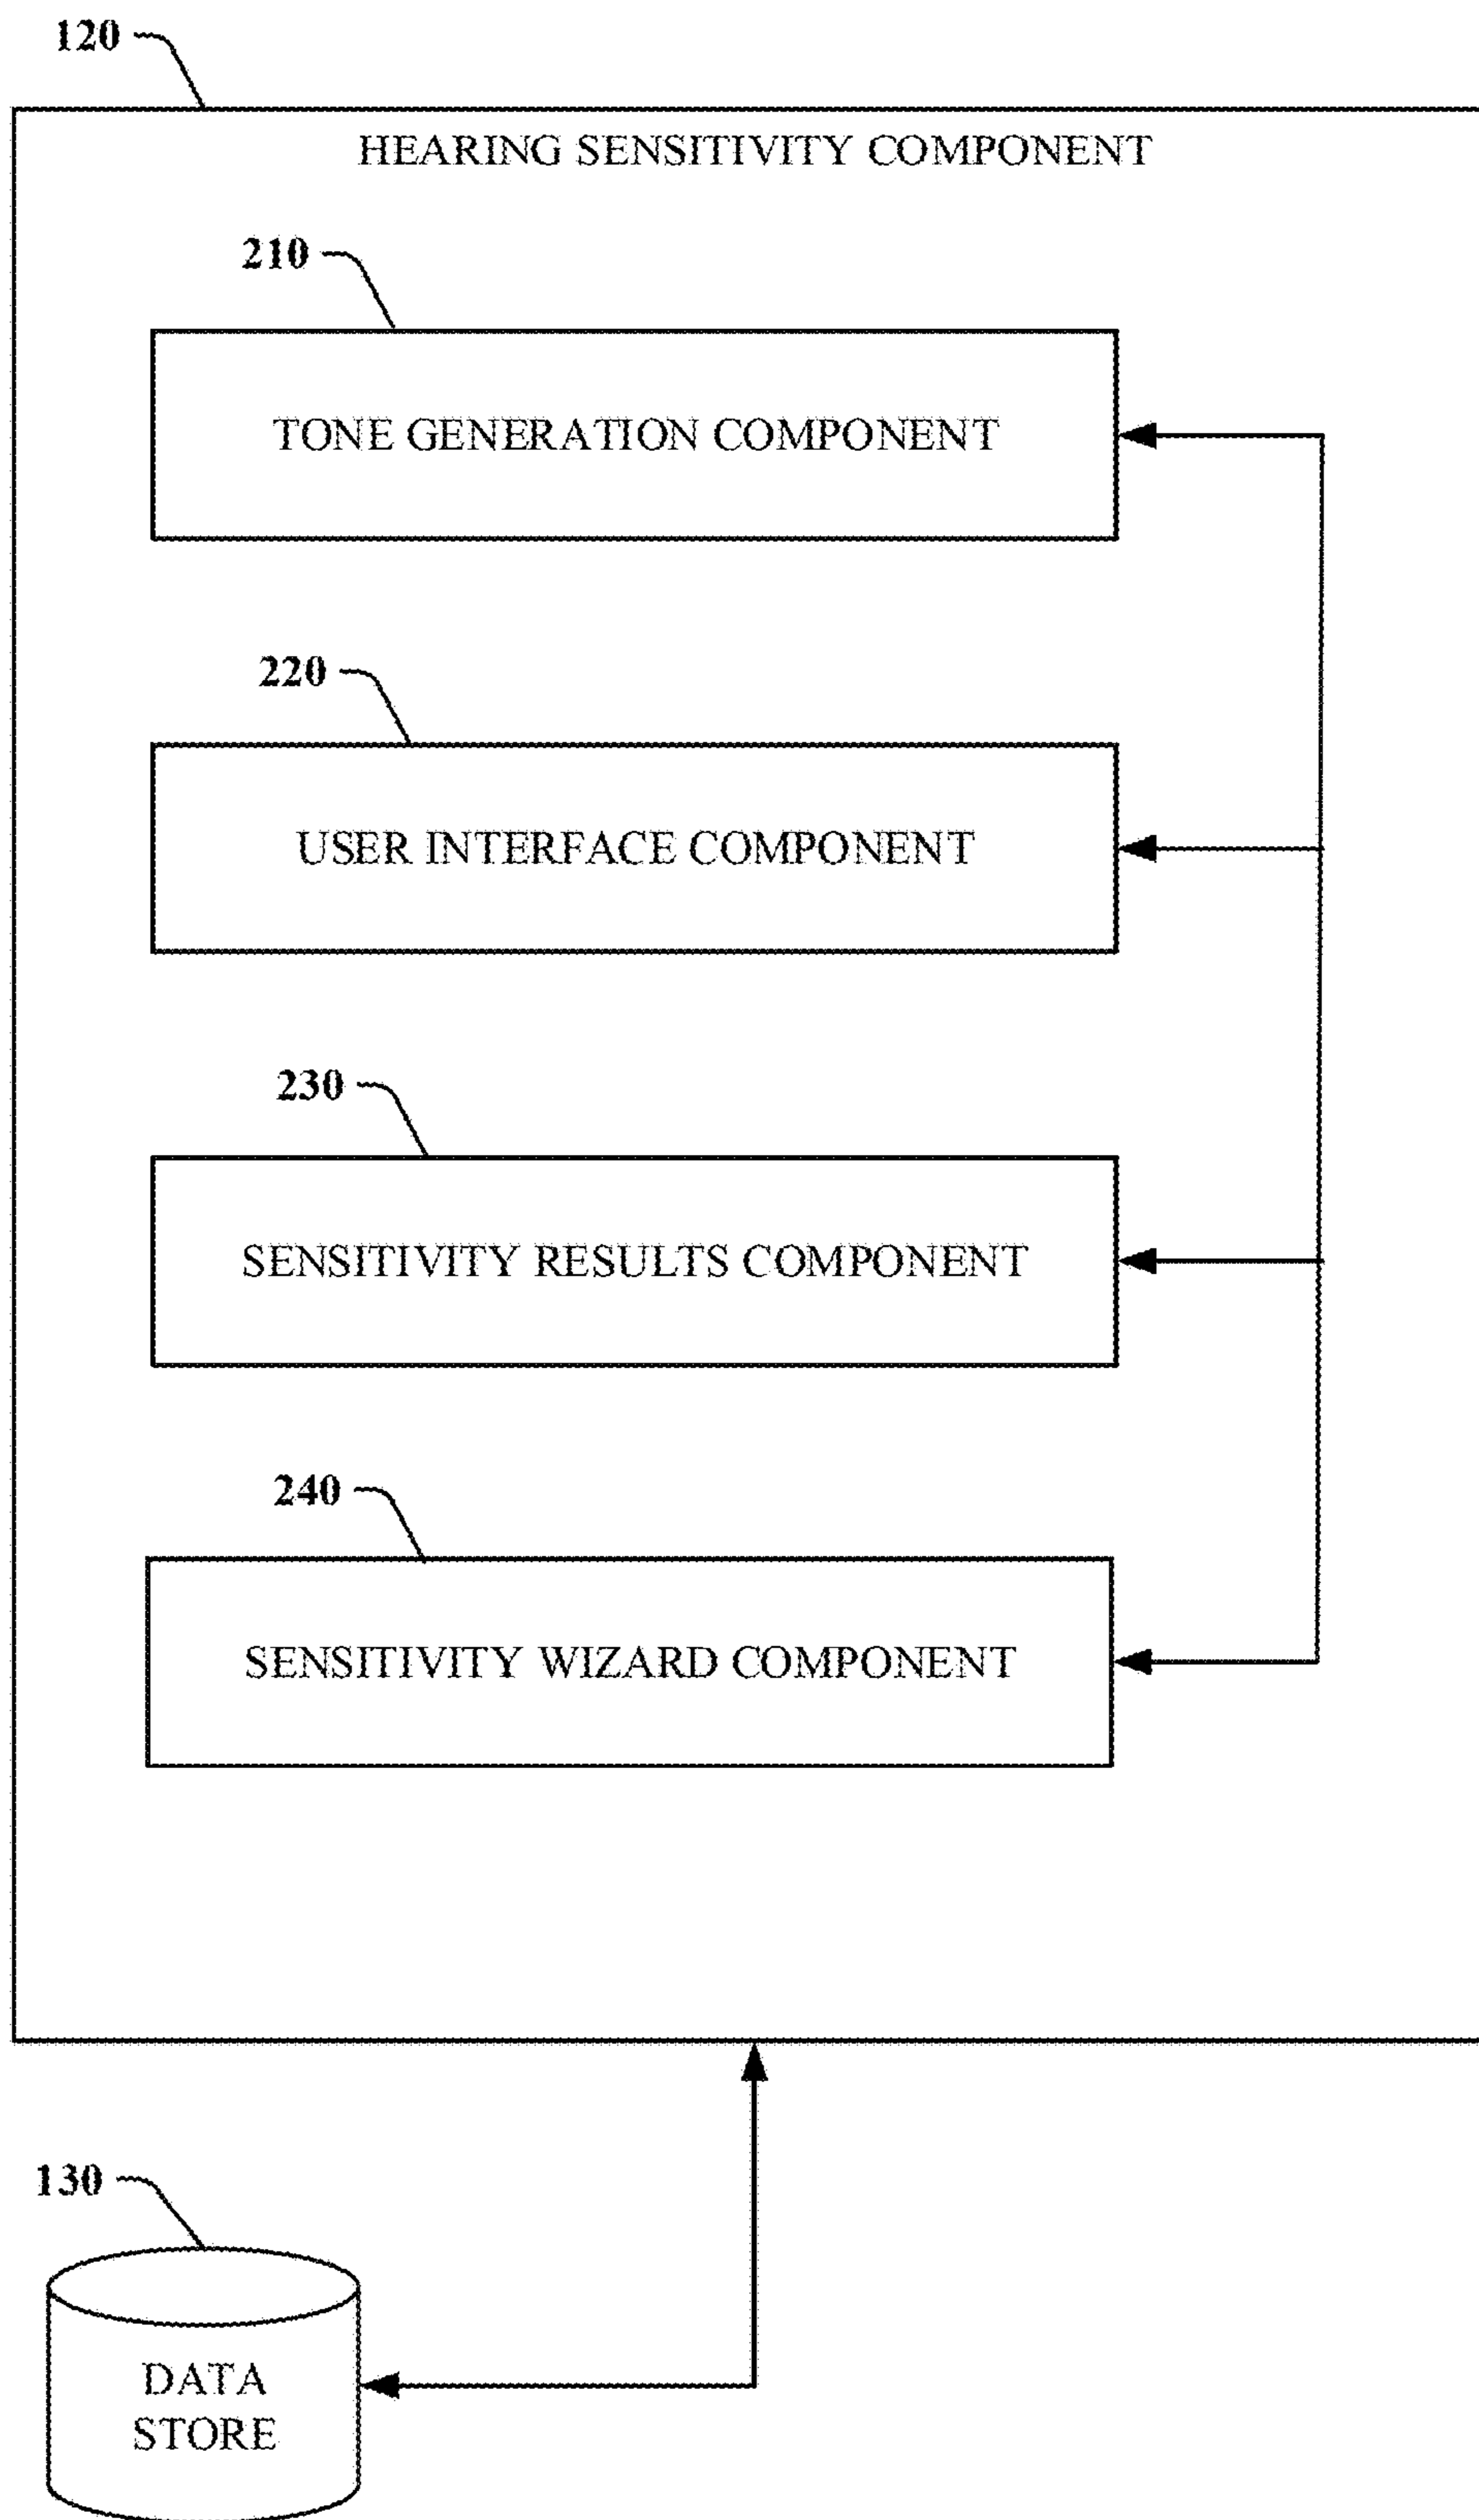 120
HEARING SENSITIVITY COMPONENT
210
TONE GENERATION COMPONENT
220
USER INTERFACE COMPONENT
230
SENSITIVITY RESULTS COMPONENT
240
SENSITIVITY WIZARD COMPONENT
130
DATA
STORE